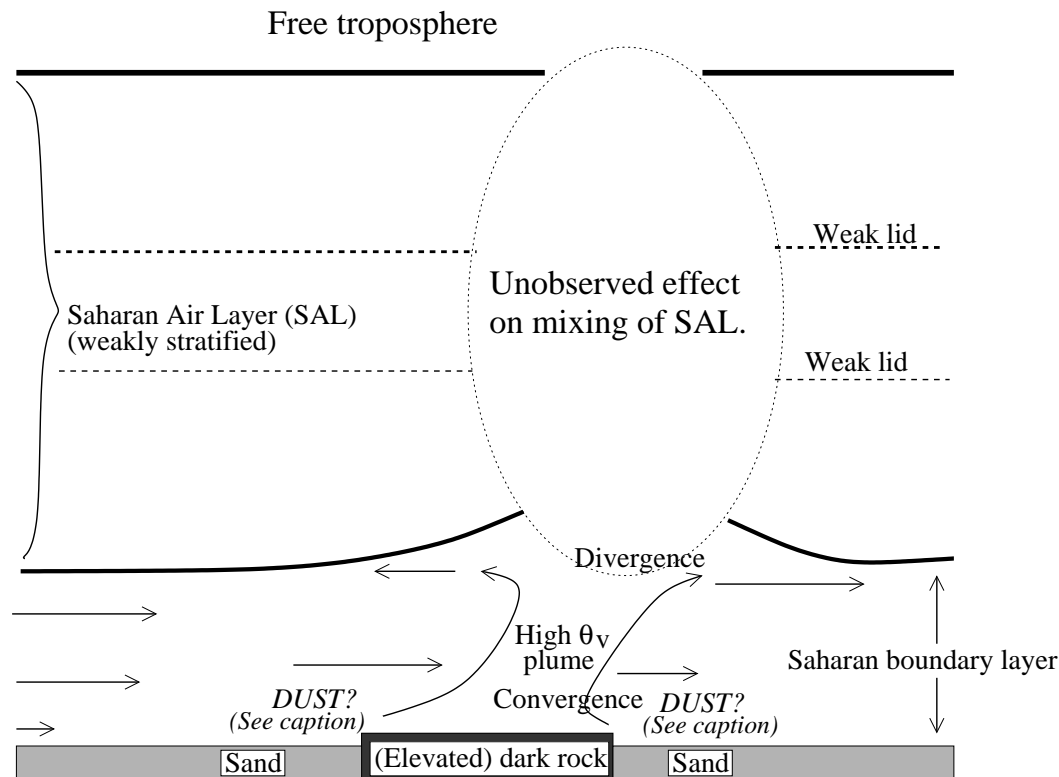 Free troposphere
Weak lid
Unobserved effect
on mixing of SAL.
Saharan Air Layer (SAL)
(weakly stratified)
Weak lid
Divergence
High θv
plume
Saharan boundary layer
Convergence
DUST?
(See caption)
DUST?
(See caption)
Sand
(Elevated) dark rock
Sand